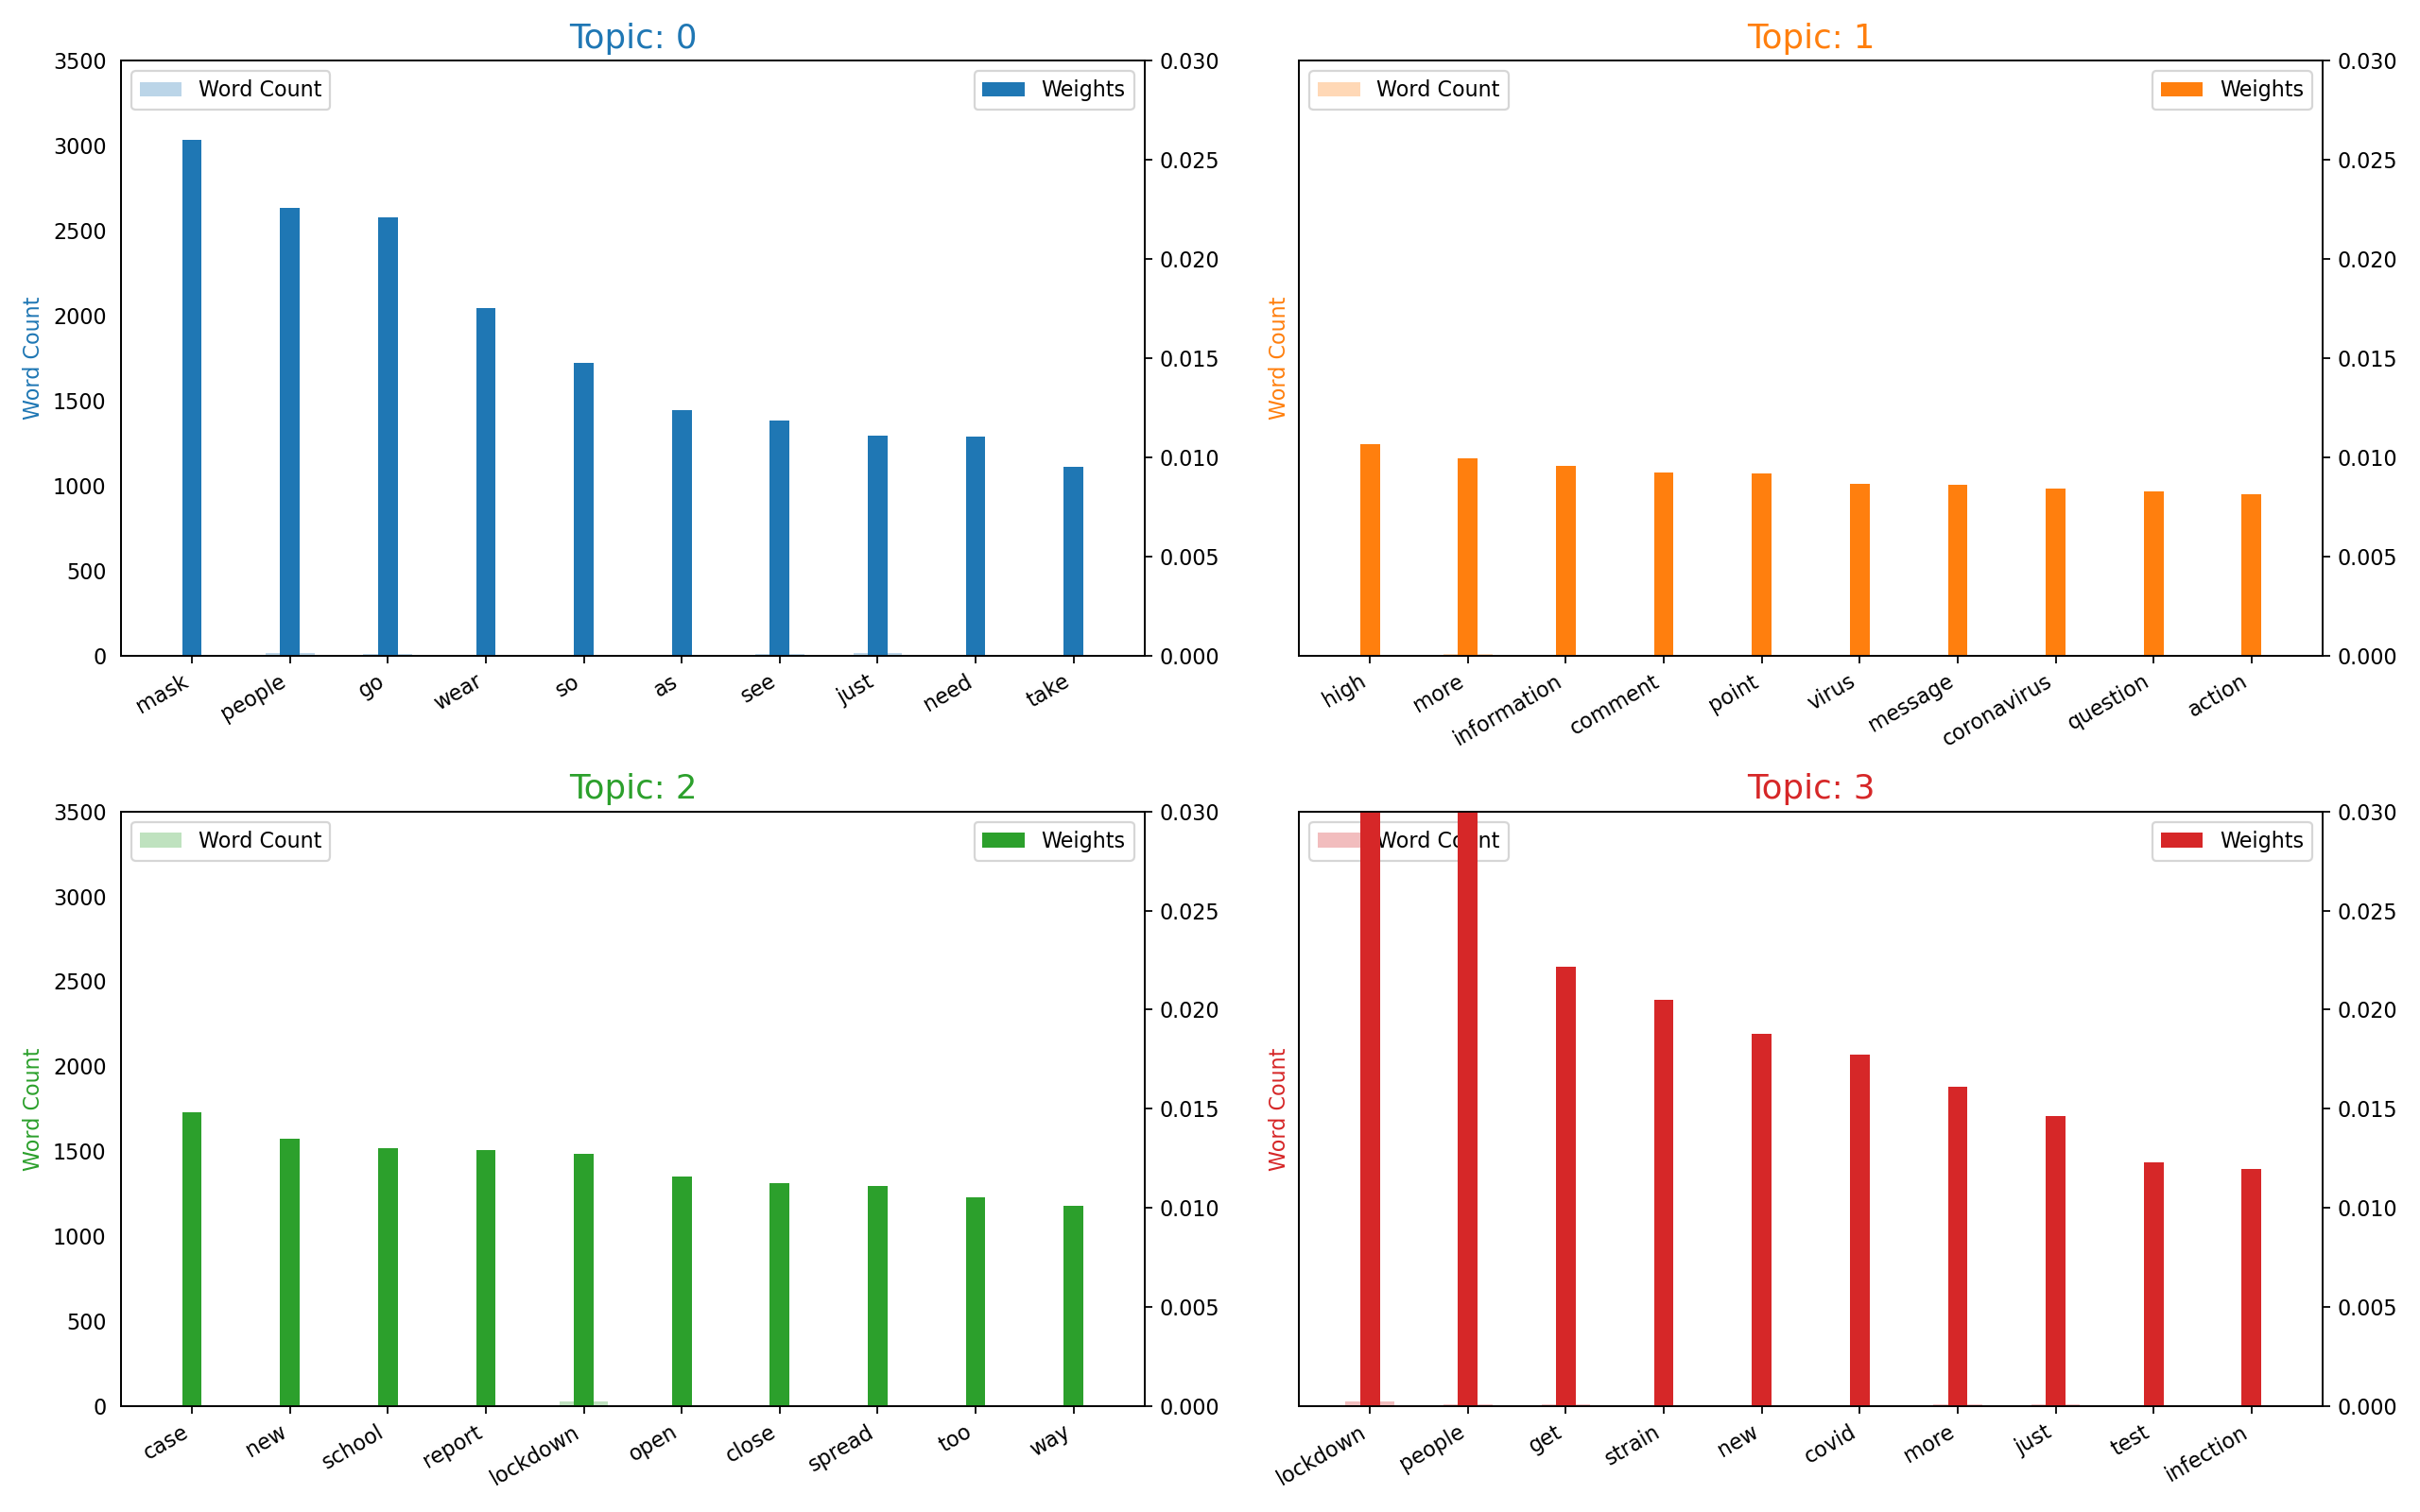 Topic: 0
Word Count
Weights
3500
3000
2500
2000
1500
1000
500
0
Word Count
0.030
0.025
0.020
0.015
0.010
0.005
0.000
mask
people
go
wear
so
as
see
just
need
take
Topic: 1
Word Count
Weights
Word Count
0.030
0.025
0.020
0.015
0.010
0.005
0.000
high
more
information
comment
point
virus
message
coronavirus
question
action
Topic: 2
Word Count
Weights
3500
3000
2500
2000
1500
1000
500
0
Word Count
0.030
0.025
0.020
0.015
0.010
0.005
0.000
case
new
school
report
lockdown
open
close
spread
too
way
Topic: 3
Word Count
Weights
Word Count
0.030
0.025
0.020
0.015
0.010
0.005
0.000
lockdown
people
get
strain
new
covid
more
just
test
infection